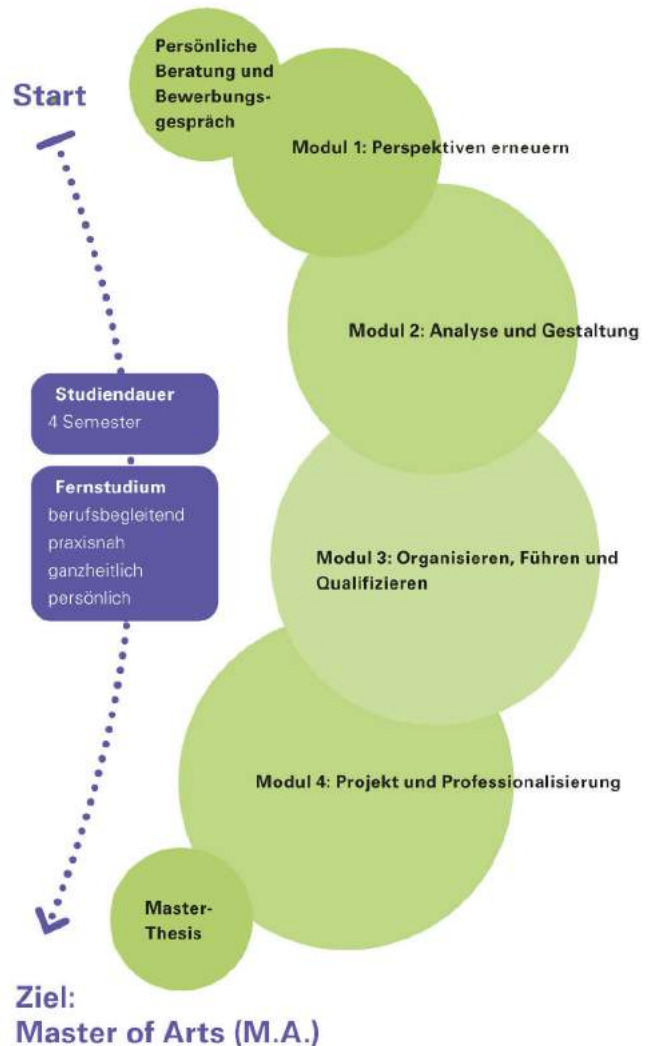 Persönliche
Beratung und
Bewerbungs-
gespräch
Start
Modul 1: Perspektiven erneuern
Modul 2: Analyse und Gestaltung
Studiendauer
4 Semester
Fernstudium
berufsbegleitend
praxisnah
ganzheitlich
persönlich
Modul 3: Organisieren, Führen und
Qualifizieren
Modul 4: Projekt und Professionalisierung
Master-
Thesis
Ziel:
Master of Arts (M.A.)